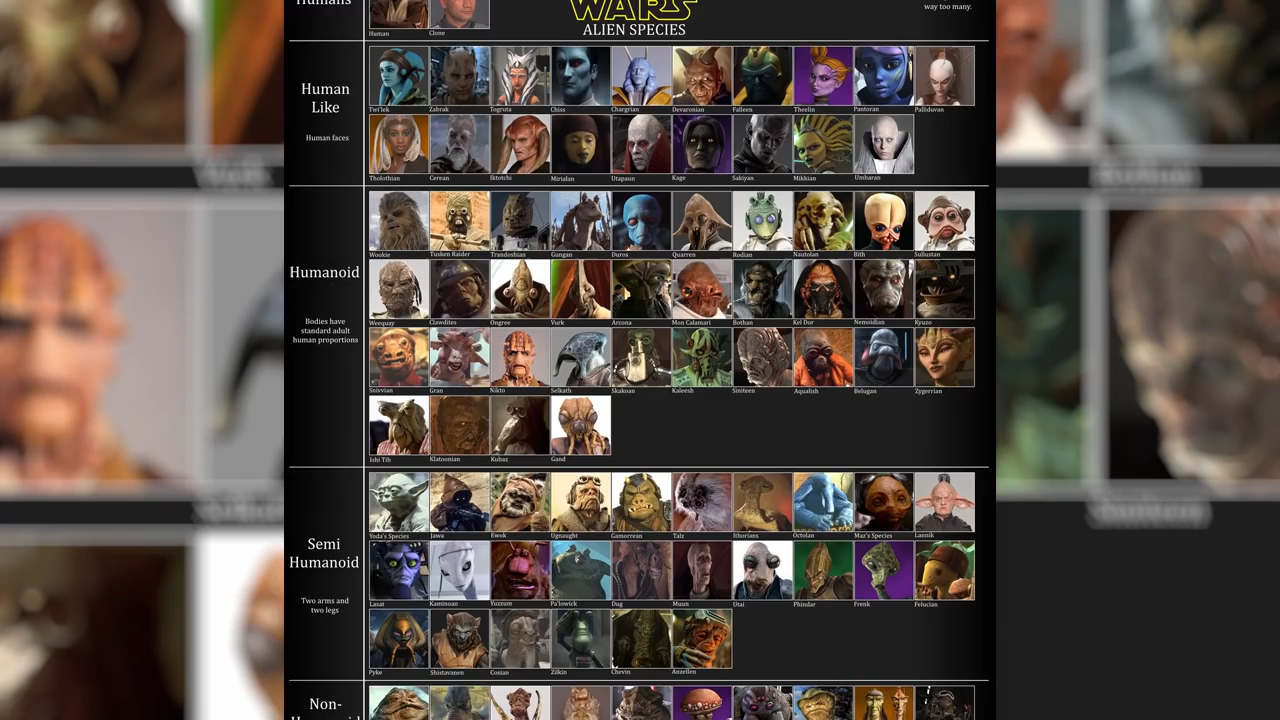 Humans
way too many.
WARS
ALIEN SPECIES
Human Clone
Human
Like
Human faces
Twi'lek Zabrak Togruta Chiss Chargrian Devaronian Falleen Theelin Pantoran Palliduvan
Tholothian Cerean Iktotchi Mirialan Utapaun Kage Sakiyan Mikkian Umbaran
Humanoid
Bodies have
standard adult
human proportions
Wookie Tusken Raider Trandoshian Gungan Duros Quarren Rodian Nautolan Bith Sullustan
Weequay Clawdites Ongree Vurk Arcona Mon Calamari Bothan Kel Dor Nemoidian Kyuzo
Snivvian Gran Nikto Selkath Skakoan Kaleesh Siniteen Aqualish Belugan Zygerrian
Ishi Tib Klatoonian Kubaz Gand
Semi
Humanoid
Two arms and
two legs
Yoda's Species Jawa Ewok Ugnaught Gamorrean Talz Ithorians Octolan Maz's Species Lannik
Lasat Kaminoan Yuzzum Pa'lowick Dug Muun Utai Phindar Frenk Felucian
Pyke Shistavanen Cosian Zilkin Chevin Anzellen
Non-